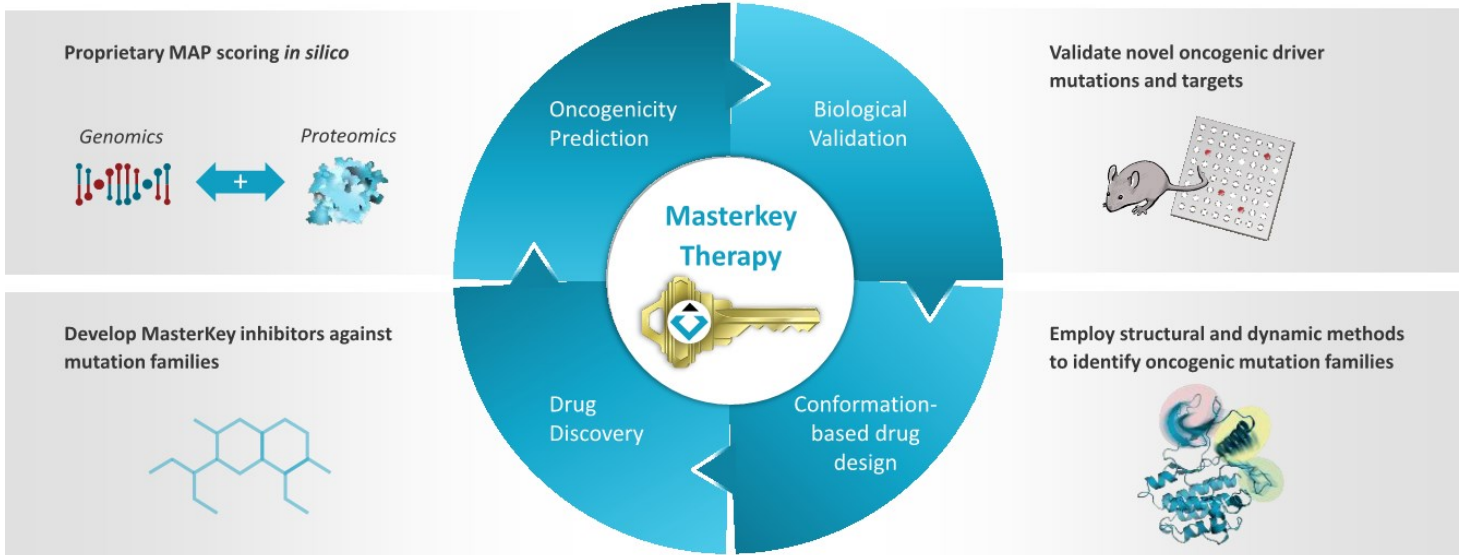 Proprietary MAP scoring in silico
Genomics
Proteomics
+
Oncogenicity
Prediction
Biological
Validation
Validate novel oncogenic driver
mutations and targets
Masterkey
Therapy
Develop MasterKey inhibitors against
mutation families
Drug
Discovery
Conformation-
based drug
design
Employ structural and dynamic methods
to identify oncogenic mutation families